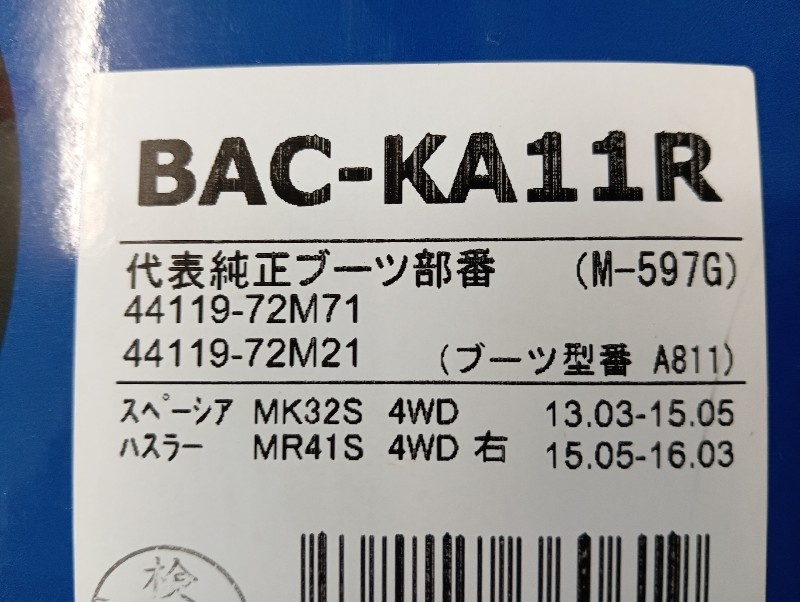 BAC-KA11R
代表純正ブーツ部番 (M-597G)
44119-72M71
44119-72M21 (ブーツ型番 A811)
スペーシア MK32S 4WD 13.03-15.05
ハスラー MR41S 4WD 右 15.05-16.03
検